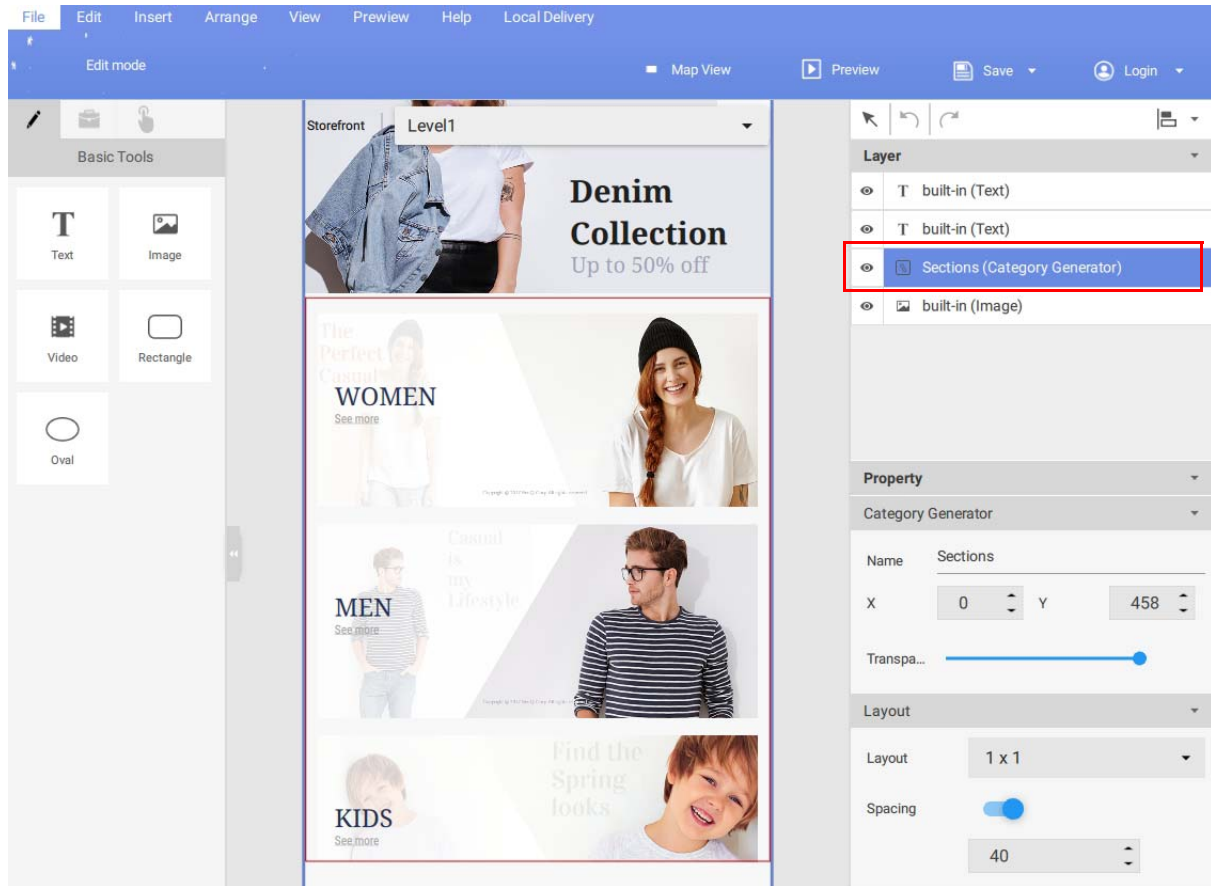 File Edit Insert Arrange View Prewiew Help Local Delivery
Edit mode Map View Preview Save Login
Basic Tools
Text
Image
Video
Rectangle
Oval
Storefront Level1
Denim
Collection
Up to 50% off
The
Perfect
Casual
WOMEN
See more
Casual
is
my
Lifestyle
MEN
See more
Find the
Spring
looks
KIDS
See more
Layer
T built-in (Text)
T built-in (Text)
Sections (Category Generator)
built-in (Image)
Property
Category Generator
Name Sections
X 0 Y 458
Transpa...
Layout
Layout 1 x 1
Spacing
40